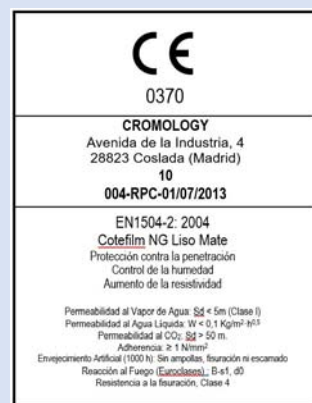 CE
0370
CROMOLOGY
Avenida de la Industria, 4
28823 Coslada (Madrid)
10
004-RPC-01/07/2013
EN1504-2: 2004
Cotefilm NG Liso Mate
Protección contra la penetración
Control de la humedad
Aumento de la resistividad
Permeabilidad al Vapor de Agua: Sd < 5m (Clase I)
Permeabilidad al Agua Líquida: W < 0,1 Kg/m² h⁰·⁵
Permeabilidad al CO₂: Sd > 50 m.
Adherencia: ≥ 1 N/mm²
Envejecimiento Artificial (1000 h): Sin ampollas, fisuración ni escamado
Reacción al Fuego (Euroclases) : B-s1, d0
Resistencia a la fisuración, Clase 4